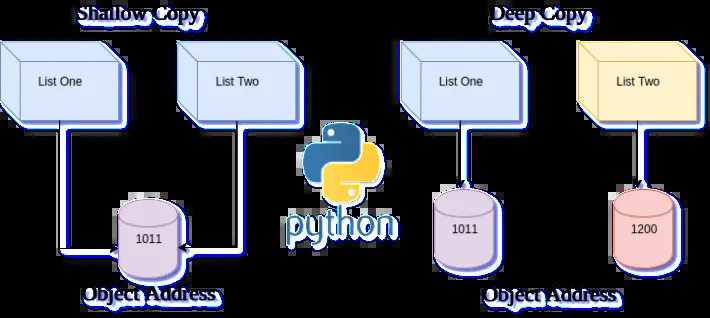 Shallow Copy
Deep Copy
List One
List Two
List One
List Two
python
1011
1011
1200
Object Address
Object Address